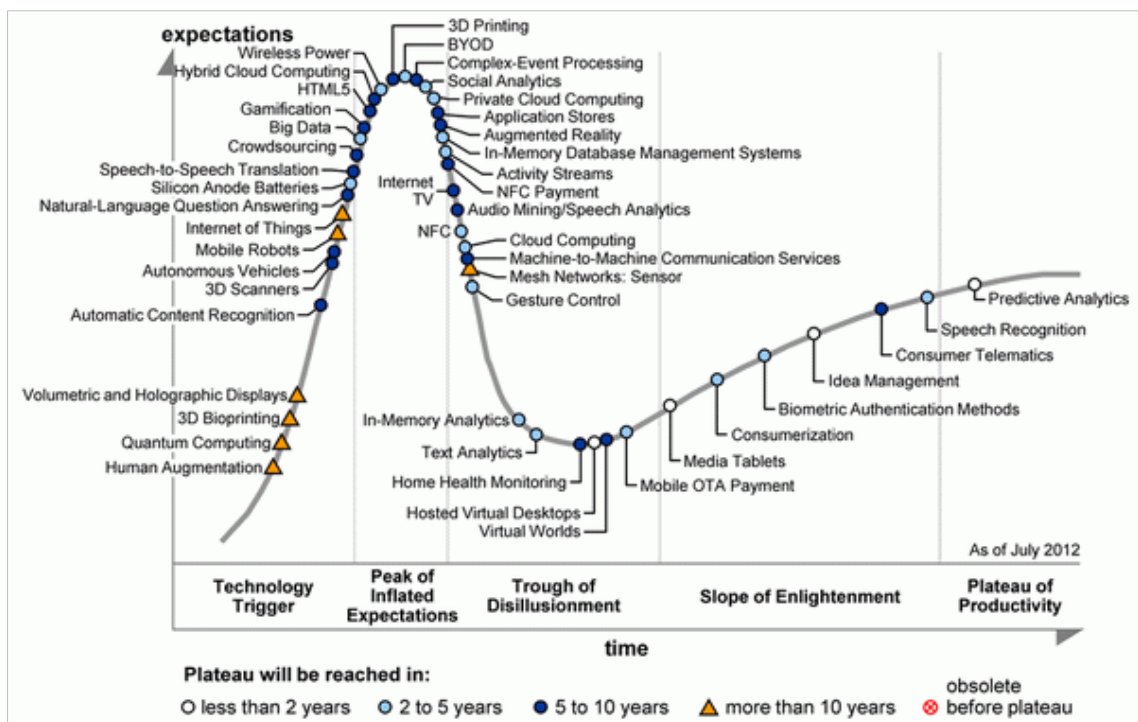 expectations
3D Printing
BYOD
Wireless Power
Complex-Event Processing
Hybrid Cloud Computing
Social Analytics
HTML5
Private Cloud Computing
Gamification
Application Stores
Big Data
Augmented Reality
Crowdsourcing
In-Memory Database Management Systems
Speech-to-Speech Translation
Activity Streams
Silicon Anode Batteries
Internet
TV
NFC Payment
Natural-Language Question Answering
Audio Mining/Speech Analytics
Internet of Things
NFC
Mobile Robots
Cloud Computing
Autonomous Vehicles
Machine-to-Machine Communication Services
3D Scanners
Mesh Networks: Sensor
Automatic Content Recognition
Gesture Control
Predictive Analytics
Speech Recognition
Consumer Telematics
Idea Management
Volumetric and Holographic Displays
Biometric Authentication Methods
3D Bioprinting
In-Memory Analytics
Consumerization
Quantum Computing
Text Analytics
Media Tablets
Human Augmentation
Home Health Monitoring
Mobile OTA Payment
Hosted Virtual Desktops
Virtual Worlds
As of July 2012
Technology
Trigger
Peak of
Inflated
Expectations
Trough of
Disillusionment
Slope of Enlightenment
Plateau of
Productivity
time
Plateau will be reached in:
less than 2 years
2 to 5 years
5 to 10 years
more than 10 years
obsolete
before plateau